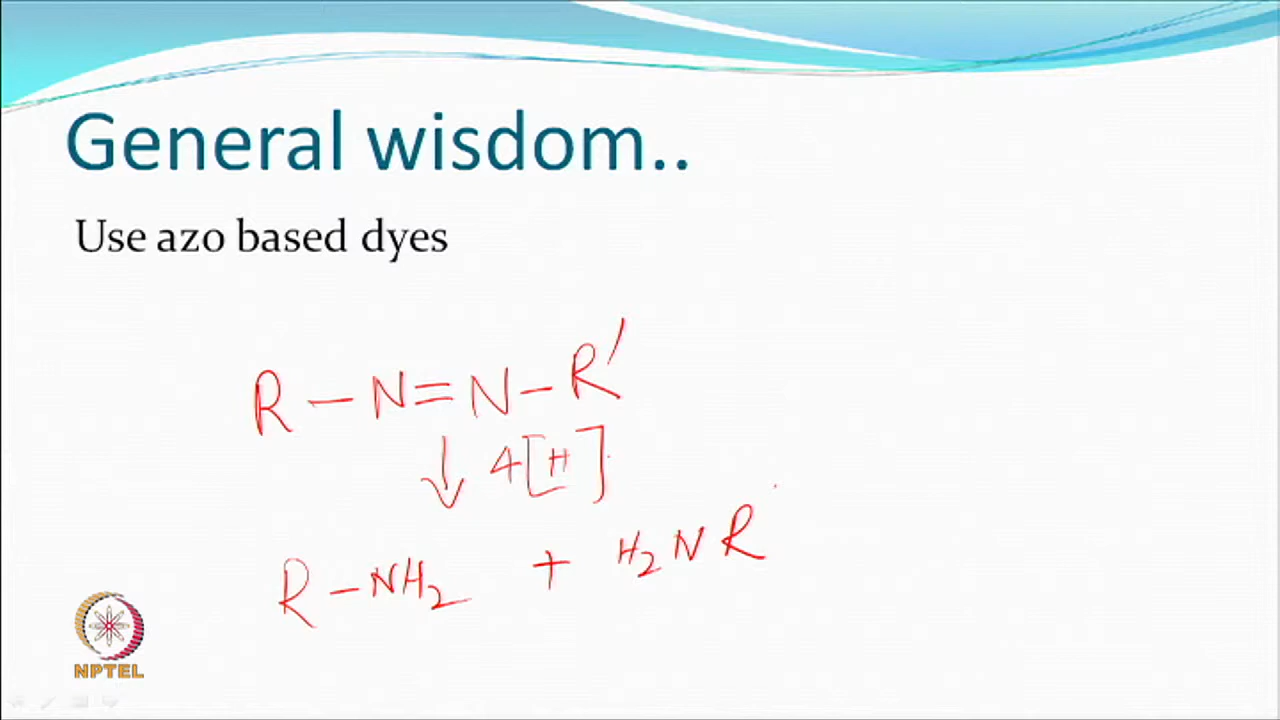 General wisdom..
Use azo based dyes
R - N = N - R'
↓ 4[H]
R - NH₂ + H₂NR
NPTEL